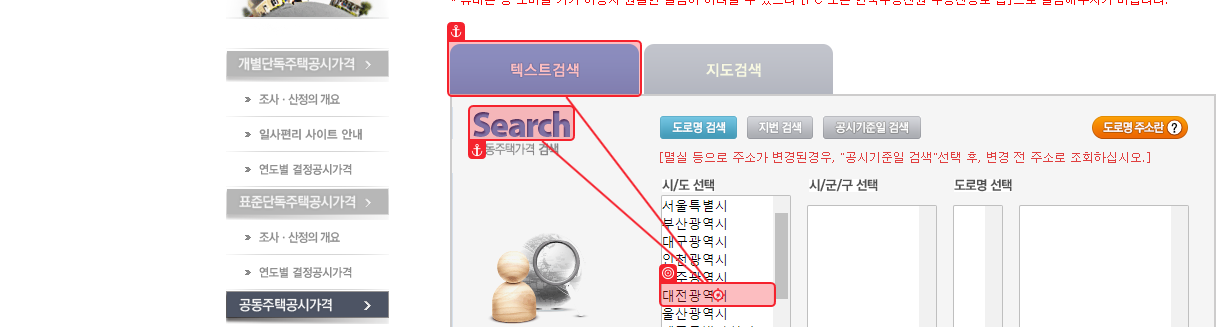 개별단독주택공시가격
조사 · 산정의 개요
일사편리 사이트 안내
연도별 결정공시가격
표준단독주택공시가격
조사 · 산정의 개요
연도별 결정공시가격
공동주택공시가격
텍스트검색
지도검색
Search
공동주택가격 검색
도로명 검색
지번 검색
공시기준일 검색
도로명 주소란 ?
[멸실 등으로 주소가 변경된경우, "공시기준일 검색"선택 후, 변경 전 주소로 조회하십시오.]
시/도 선택
시/군/구 선택
도로명 선택
서울특별시
부산광역시
대구광역시
인천광역시
광주광역시
대전광역시
울산광역시